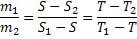 m₁/m₂ = (S − S₂)/(S₁ − S) = (T − T₂)/(T₁ − T)